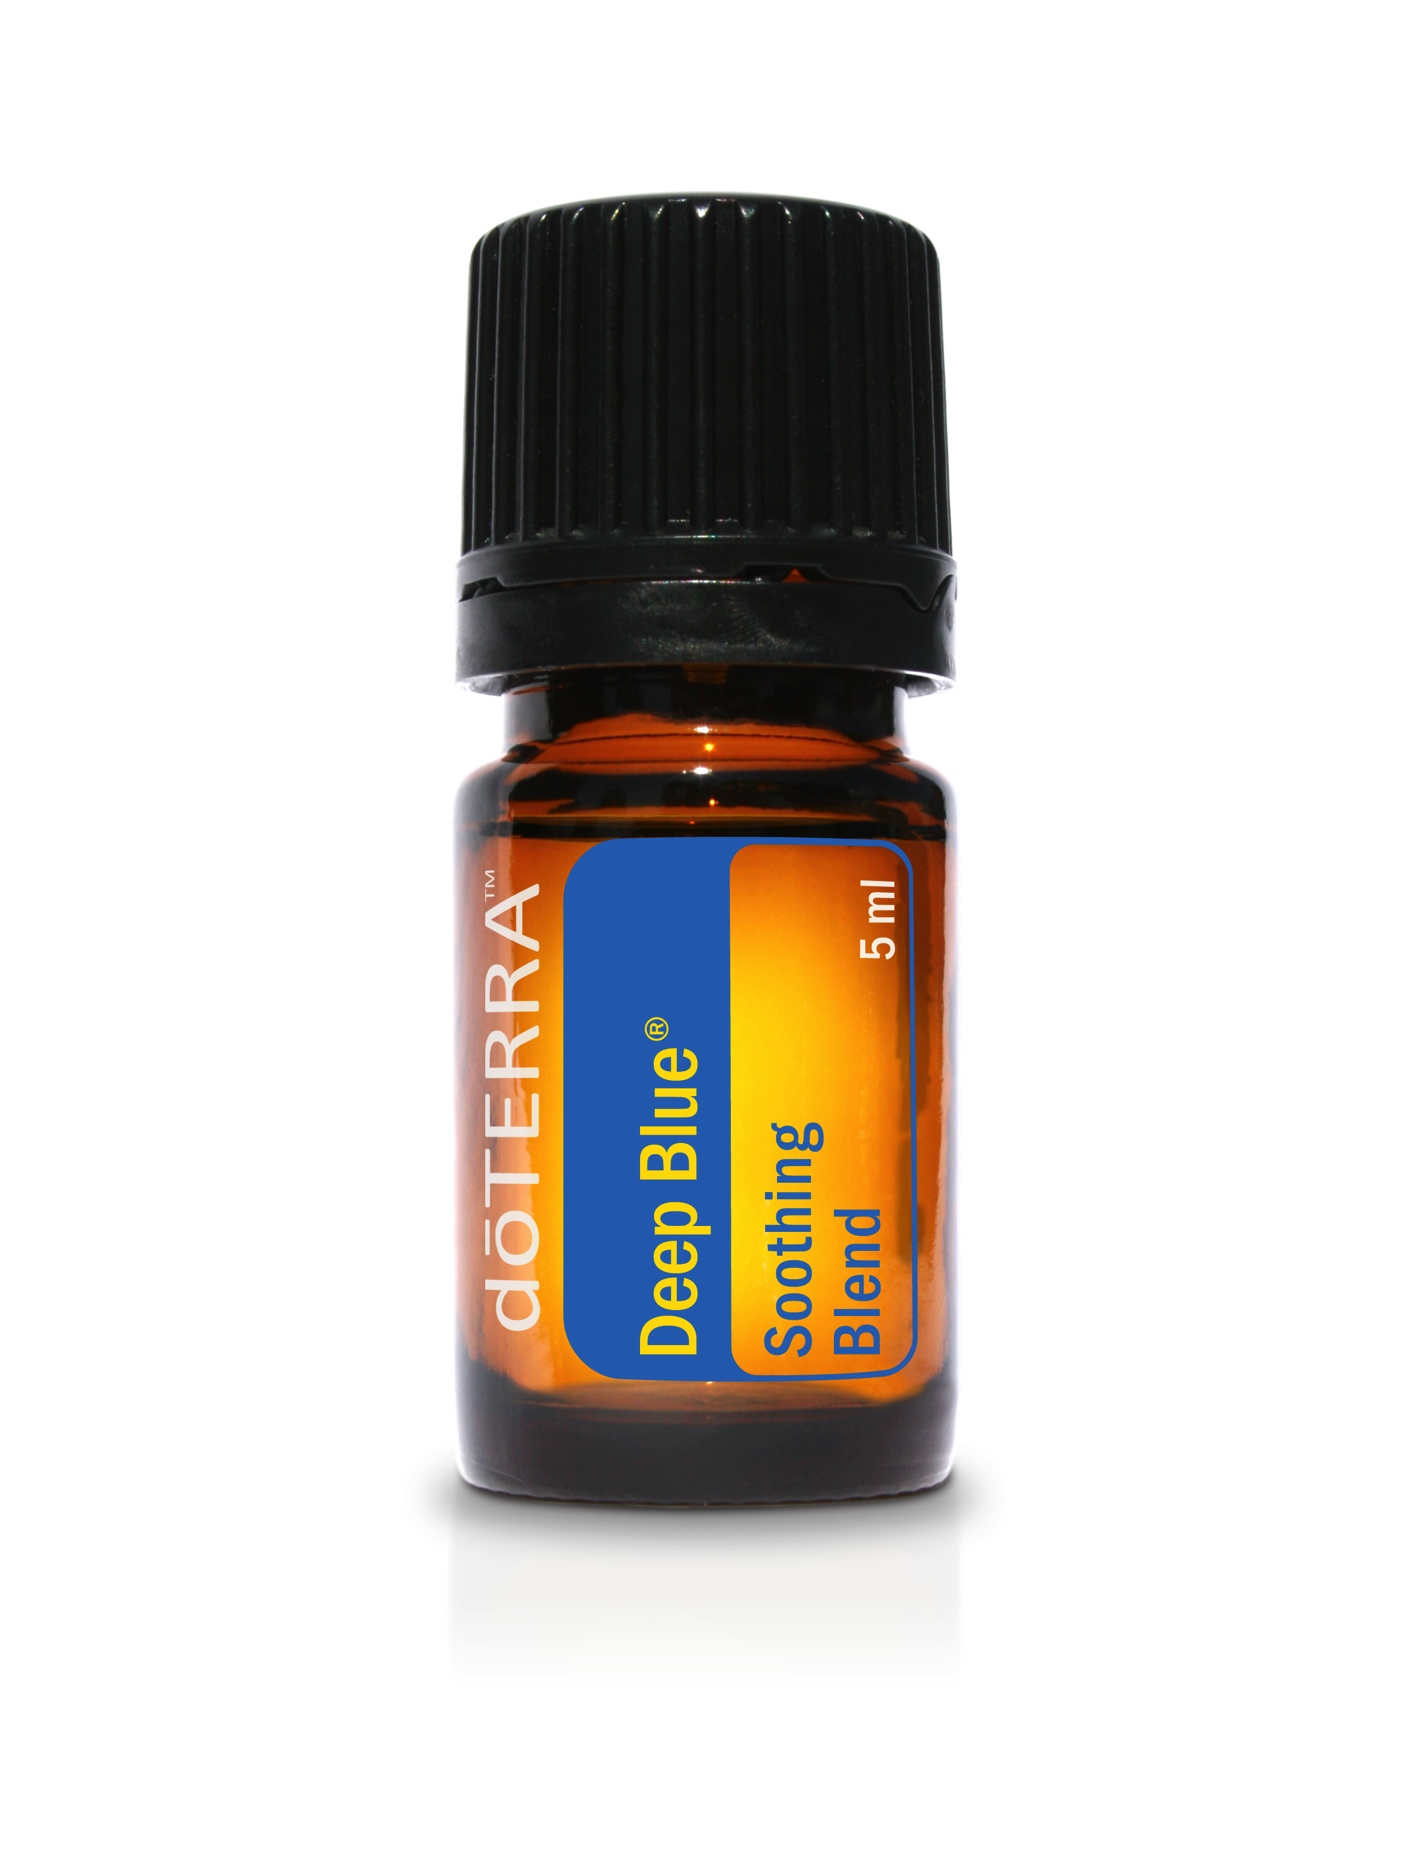 dōTERRA™
Deep Blue®
Soothing
Blend
5 ml